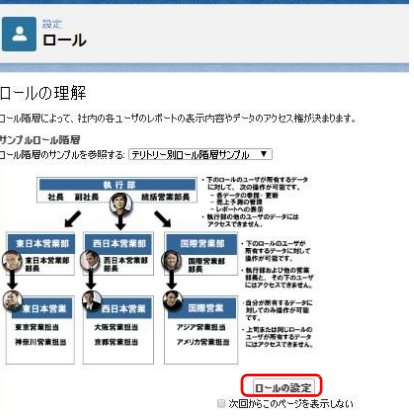 設定
ロール
ロールの理解
ロール階層によって、社内の各ユーザのレポートの表示内容やデータのアクセス権が決まります。
サンプルロール階層
ロール階層のサンプルを参照する: テリトリー別ロール階層サンプル ▼
執行部
社長 副社長 統括営業部長
・下のロールのユーザが所有するデータ
に対して、次の操作が可能です。
- 各データの参照・更新
- 売上予測の管理
- レポートへの表示
・執行部の他のユーザのデータには
アクセスできません。
東日本営業部
東日本営業部
部長
西日本営業部
西日本営業部
部長
国際営業部
国際営業部
部長
・下のロールのユーザが
所有するデータに対して
操作が可能です。
・執行部および他の営業
部長と、その下のユーザ
にはアクセスできません。
東日本営業
東京営業担当
神奈川営業担当
西日本営業
大阪営業担当
京都営業担当
国際営業
アジア営業担当
アメリカ営業担当
・自分が所有するデータに
対してのみ操作が可能
です。
・上司または同じロールの
ユーザが所有するデータ
にはアクセスできません。
ロールの設定
次回からこのページを表示しない